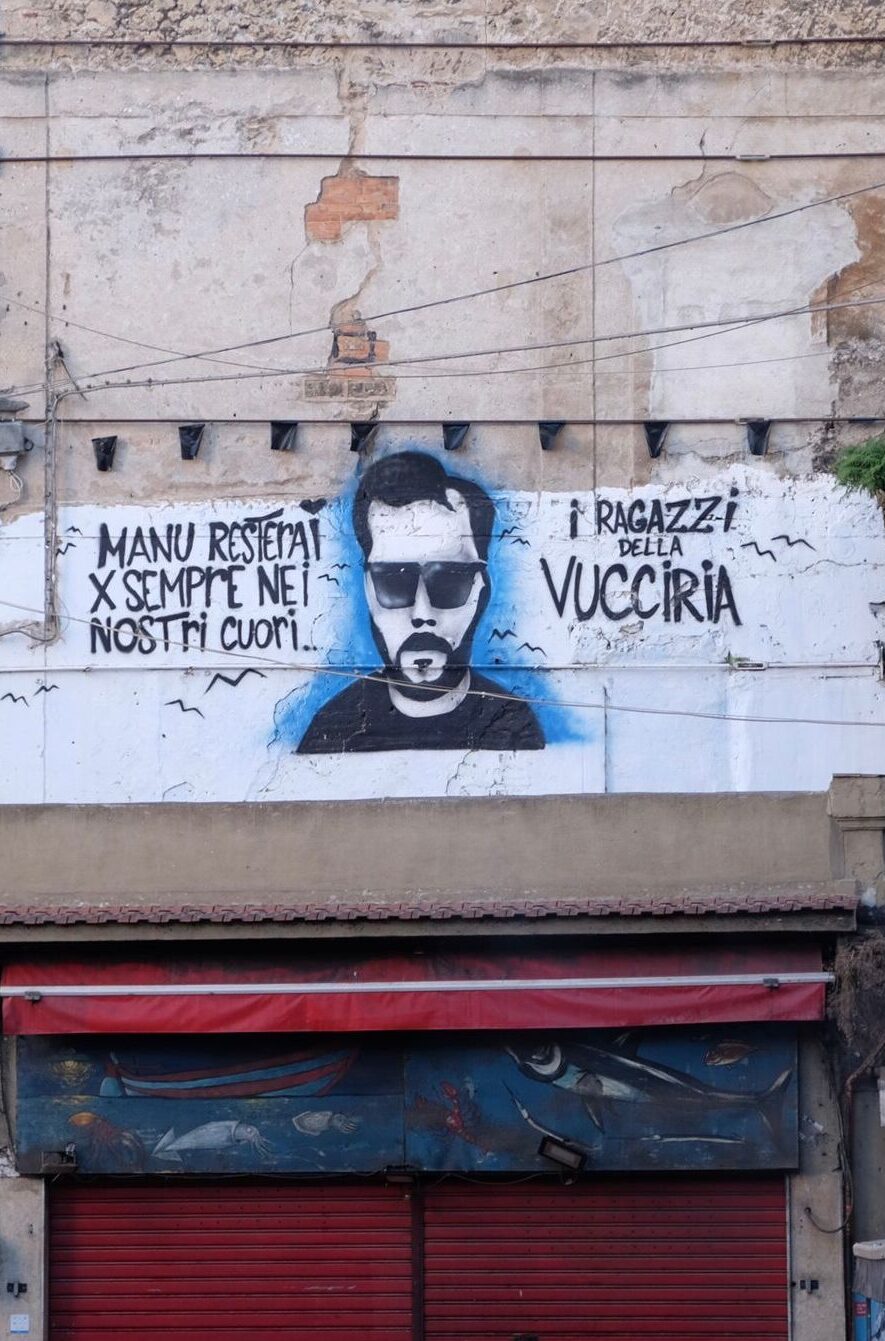 MANU RESTERAI
X SEMPRE NEI
NOSTRI CUORI..
i RAGAZZi
DELLA
VUCCiRiA